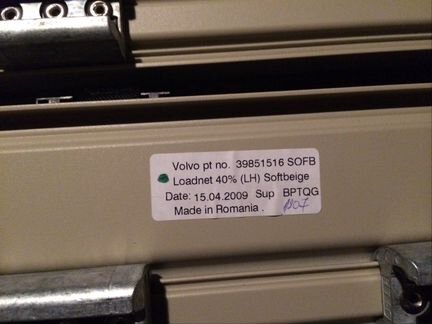 Volvo pt no. 39851516 SOFB
Loadnet 40% (LH) Softbeige
Date: 15.04.2009 Sup BPTQG
Made in Romania .